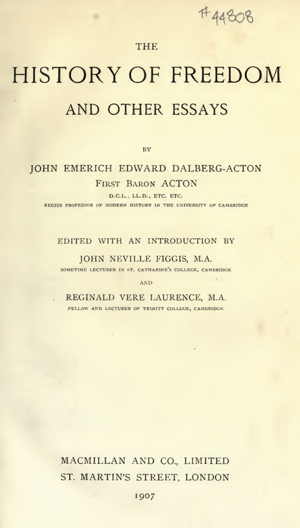 # 44808
THE
HISTORY OF FREEDOM
AND OTHER ESSAYS
BY
JOHN EMERICH EDWARD DALBERG-ACTON
FIRST BARON ACTON
D.C.L., LL.D., ETC. ETC.
REGIUS PROFESSOR OF MODERN HISTORY IN THE UNIVERSITY OF CAMBRIDGE
EDITED WITH AN INTRODUCTION BY
JOHN NEVILLE FIGGIS, M.A.
SOMETIME LECTURER IN ST. CATHARINE'S COLLEGE, CAMBRIDGE
AND
REGINALD VERE LAURENCE, M.A.
FELLOW AND LECTURER OF TRINITY COLLEGE, CAMBRIDGE
MACMILLAN AND CO., LIMITED
ST. MARTIN'S STREET, LONDON
1907